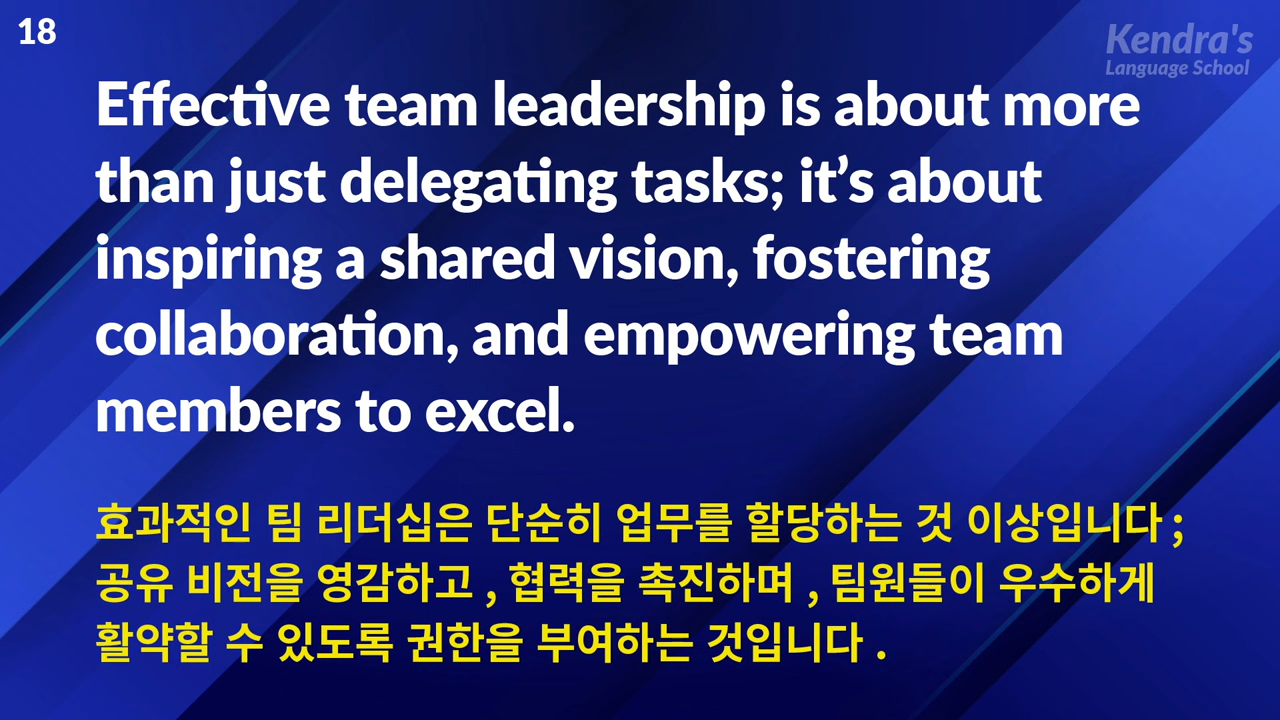 18
Kendra's
Language School
Effective team leadership is about more
than just delegating tasks; it’s about
inspiring a shared vision, fostering
collaboration, and empowering team
members to excel.
효과적인 팀 리더십은 단순히 업무를 할당하는 것 이상입니다 ;
공유 비전을 영감하고 , 협력을 촉진하며 , 팀원들이 우수하게
활약할 수 있도록 권한을 부여하는 것입니다 .